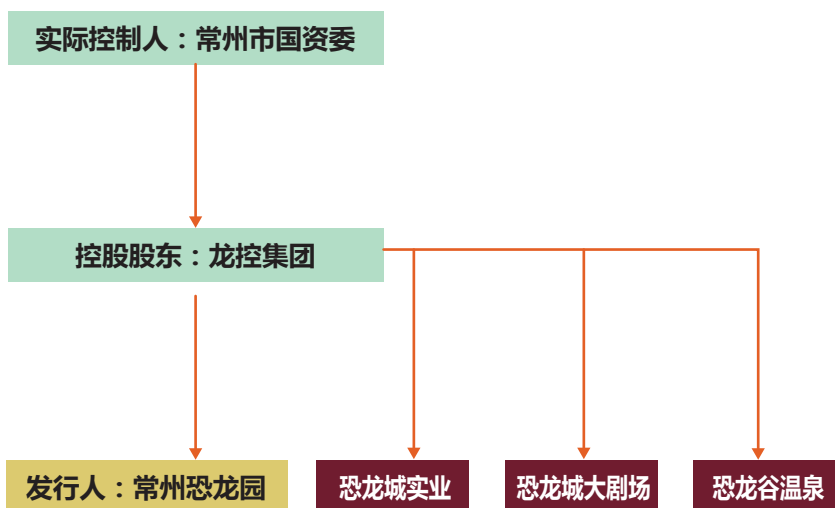 实际控制人：常州市国资委
控股股东：龙控集团
发行人：常州恐龙园
恐龙城实业
恐龙城大剧场
恐龙谷温泉